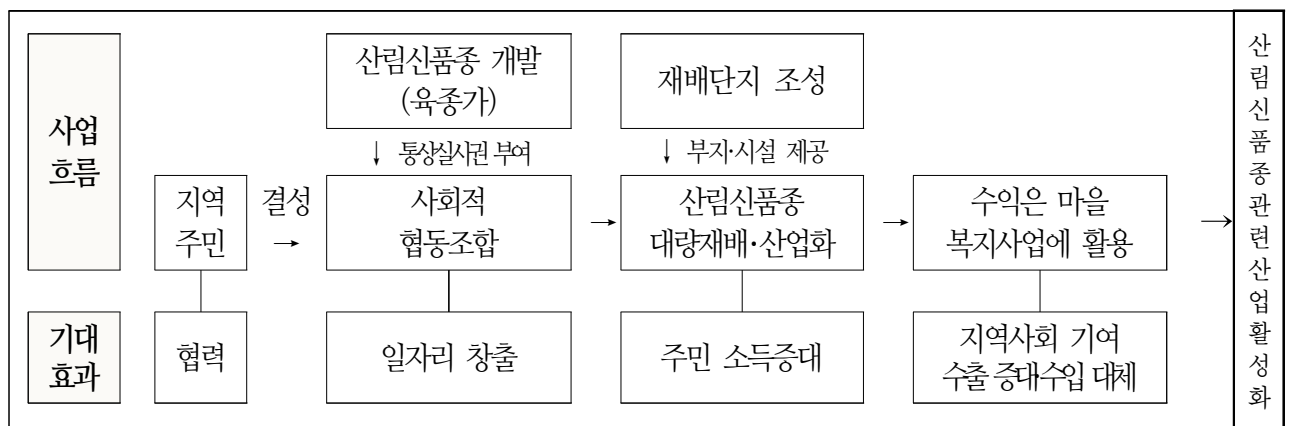 사업
흐름
산림신품종 개발
(육종가)
재배단지 조성
↓ 통상실시권 부여
↓ 부지·시설 제공
지역
주민
결성
→
사회적
협동조합
→
산림신품종
대량재배·산업화
→
수익은 마을
복지사업에 활용
→
기대
효과
협력
일자리 창출
주민 소득증대
지역사회 기여
수출 증대·수입 대체
산림신품종관련산업활성화